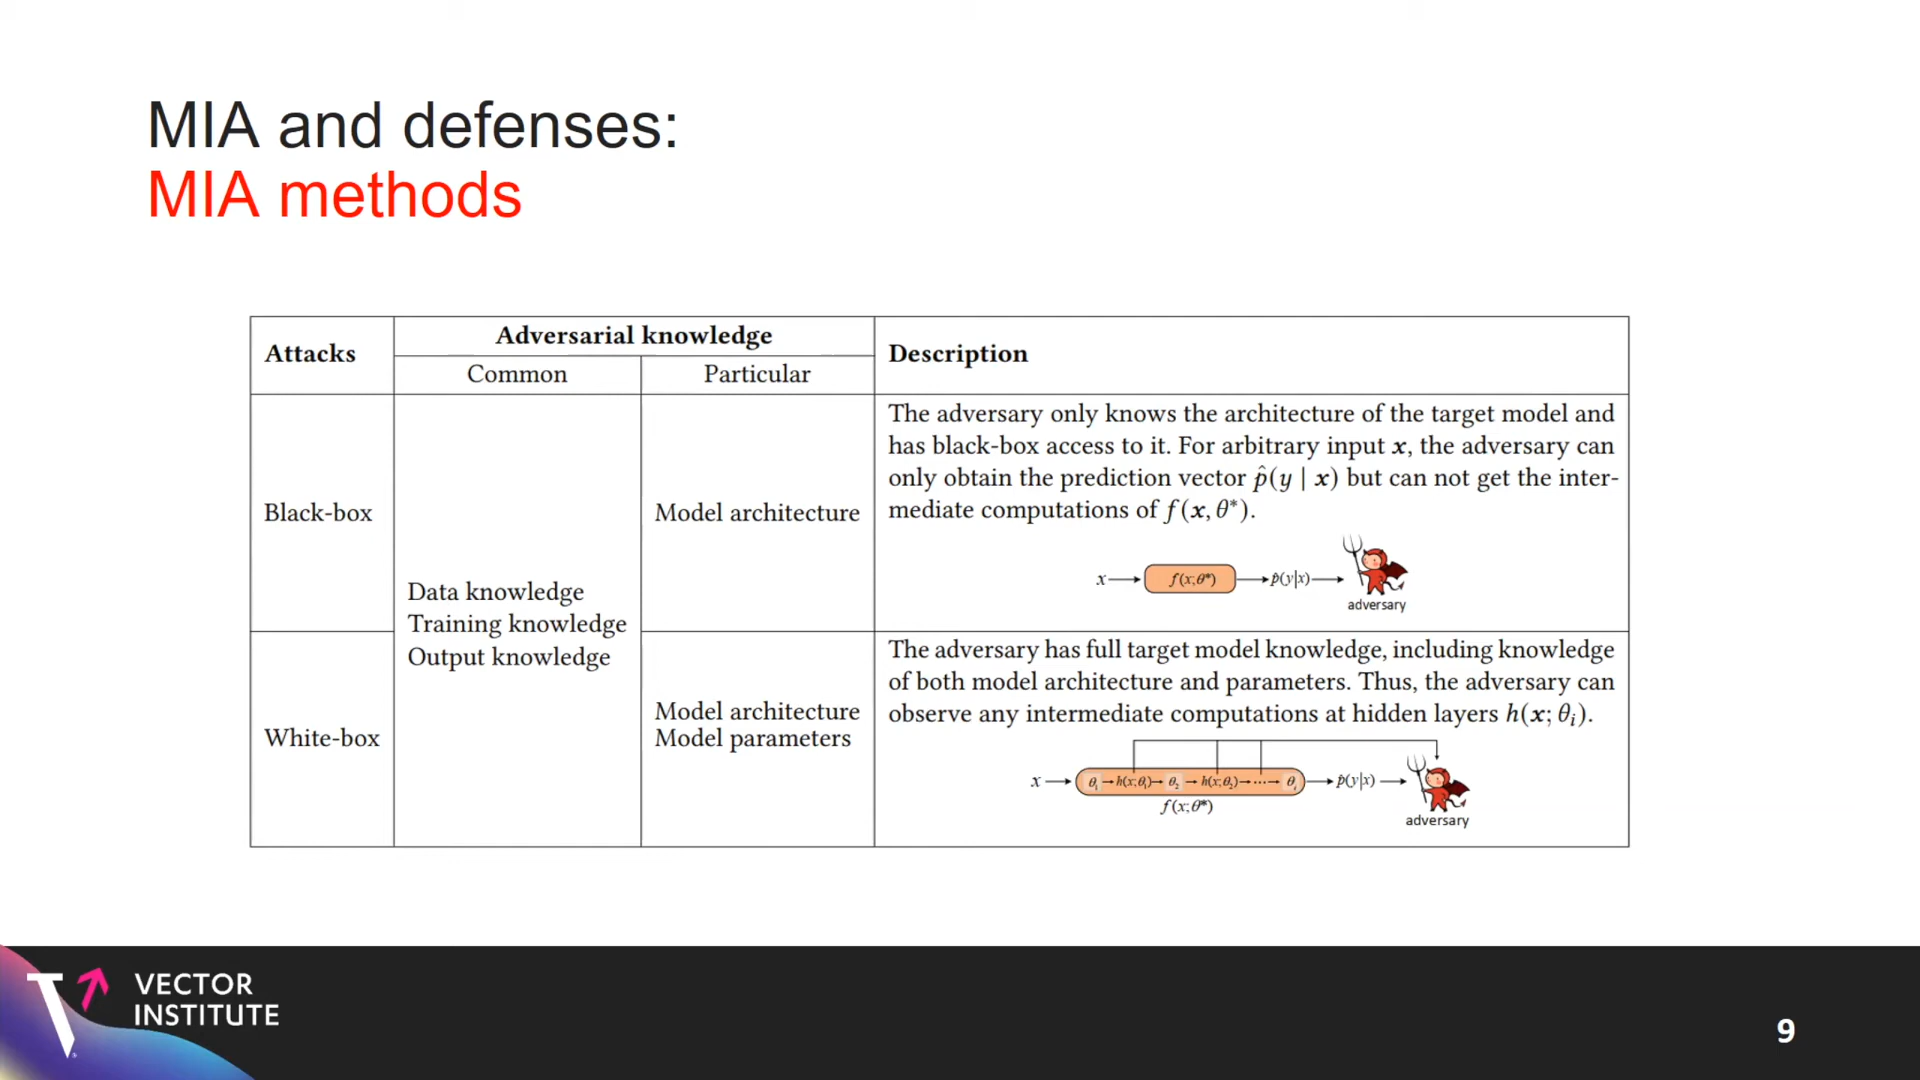 MIA and defenses:
MIA methods
Attacks
Adversarial knowledge
Common
Particular
Description
Black-box
Data knowledge
Training knowledge
Output knowledge
Model architecture
The adversary only knows the architecture of the target model and
has black-box access to it. For arbitrary input x, the adversary can
only obtain the prediction vector p̂(y | x) but can not get the inter-
mediate computations of f(x, θ*).
x f(x;θ*) p̂(y|x)
adversary
White-box
Model architecture
Model parameters
The adversary has full target model knowledge, including knowledge
of both model architecture and parameters. Thus, the adversary can
observe any intermediate computations at hidden layers h(x; θi).
x θ1 h(x;θ1) θ2 h(x;θ2) ... θi p̂(y|x)
f(x;θ*)
adversary
VECTOR
INSTITUTE
9